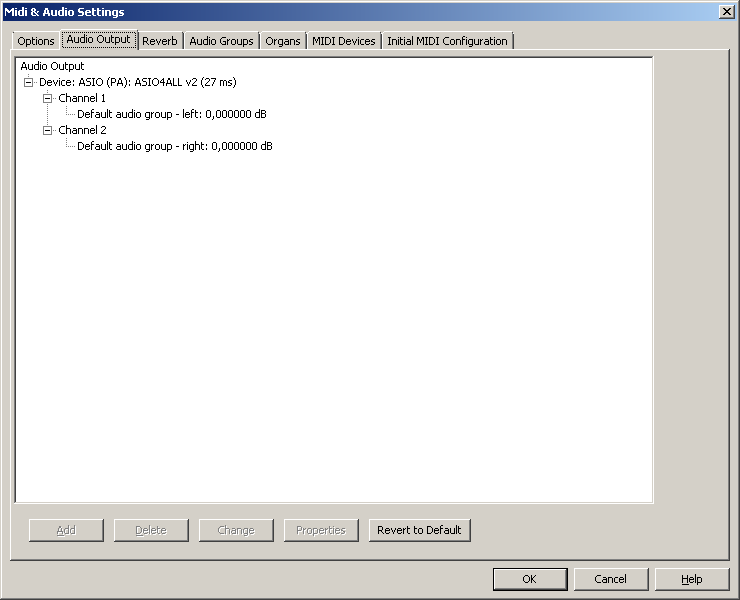 Midi & Audio Settings
Options Audio Output Reverb Audio Groups Organs MIDI Devices Initial MIDI Configuration
Audio Output
Device: ASIO (PA): ASIO4ALL v2 (27 ms)
Channel 1
Default audio group - left: 0,000000 dB
Channel 2
Default audio group - right: 0,000000 dB
Add Delete Change Properties Revert to Default
OK Cancel Help